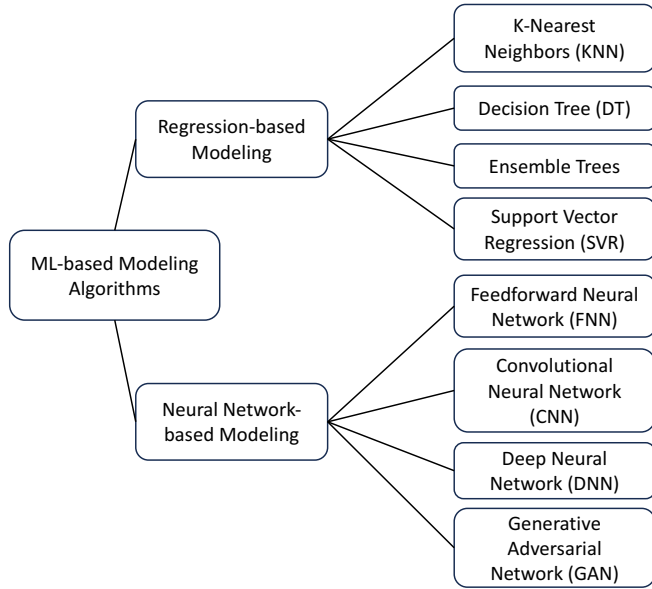 K-Nearest
Neighbors (KNN)
Regression-based
Modeling
Decision Tree (DT)
Ensemble Trees
Support Vector
Regression (SVR)
ML-based Modeling
Algorithms
Feedforward Neural
Network (FNN)
Convolutional
Neural Network
(CNN)
Neural Network-
based Modeling
Deep Neural
Network (DNN)
Generative
Adversarial
Network (GAN)